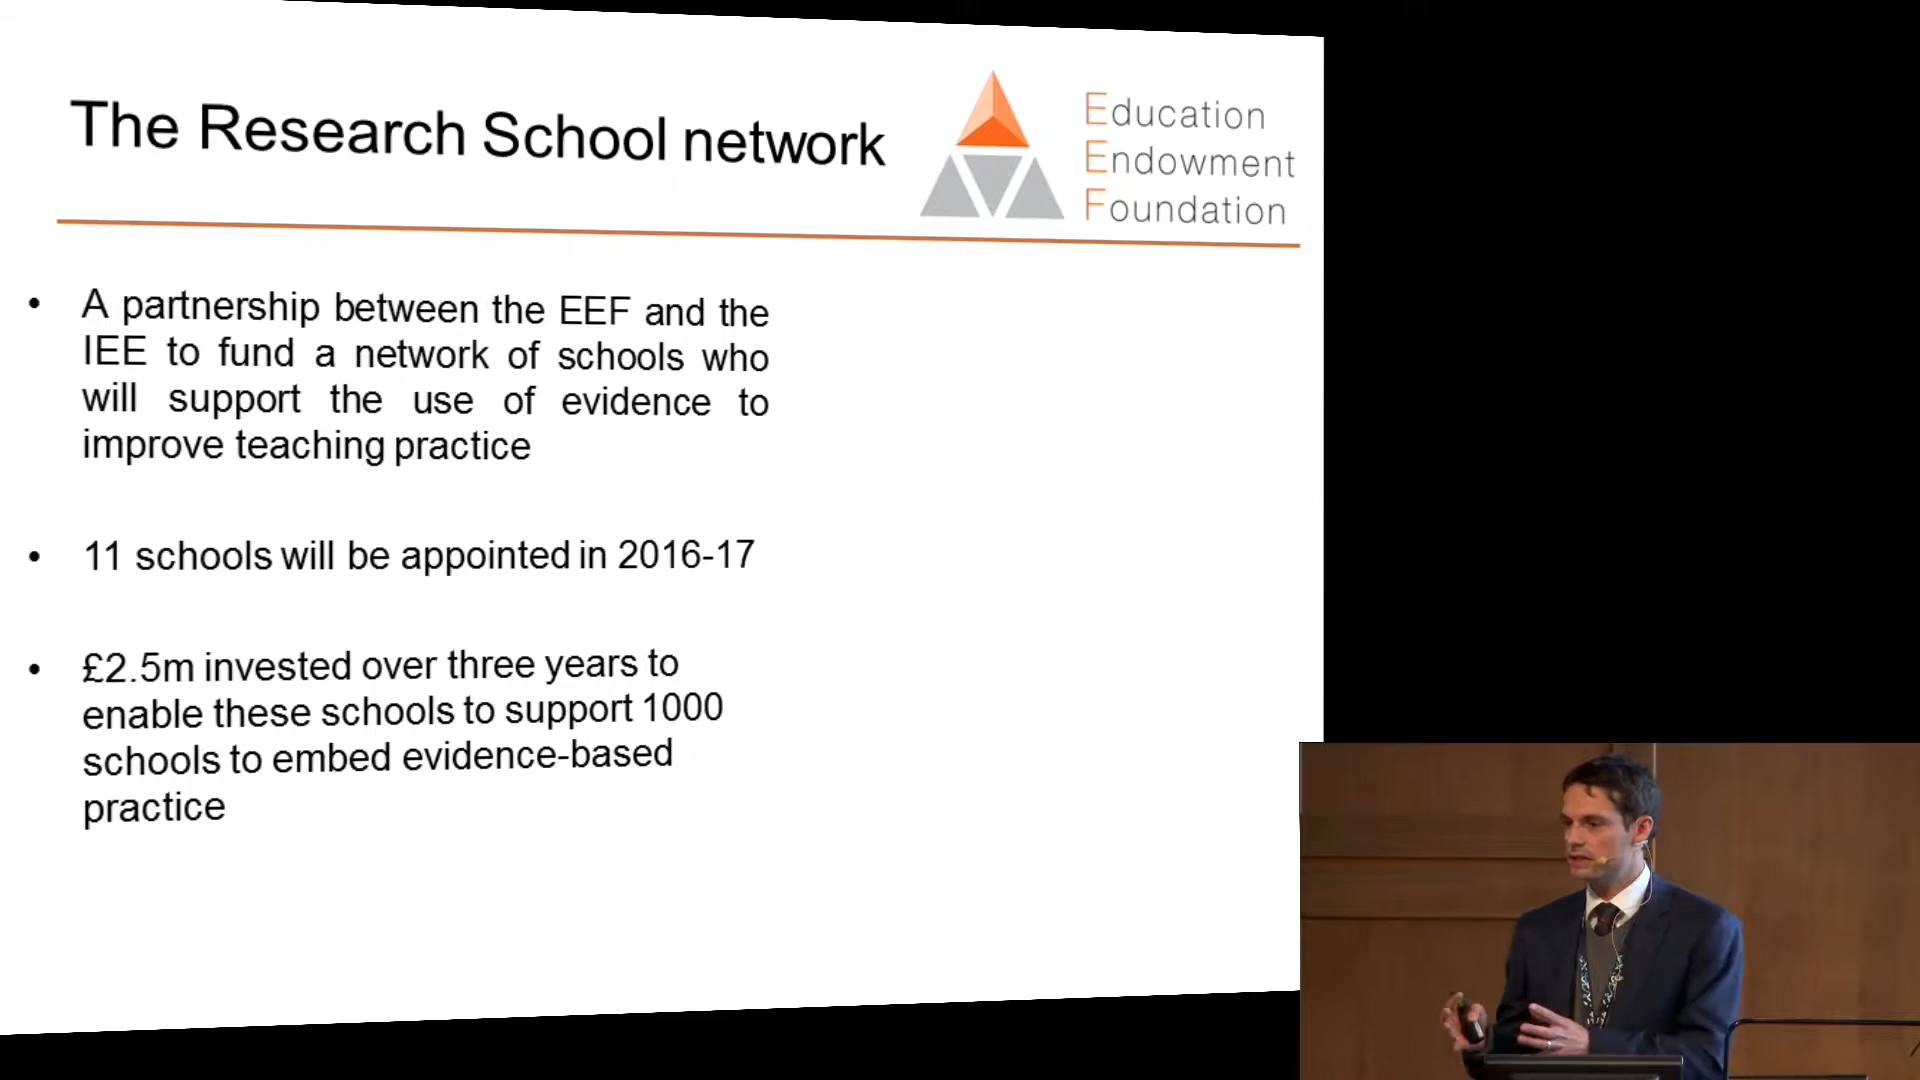 The Research School network
Education
Endowment
Foundation
• A partnership between the EEF and the
IEE to fund a network of schools who
will support the use of evidence to
improve teaching practice
• 11 schools will be appointed in 2016-17
• £2.5m invested over three years to
enable these schools to support 1000
schools to embed evidence-based
practice